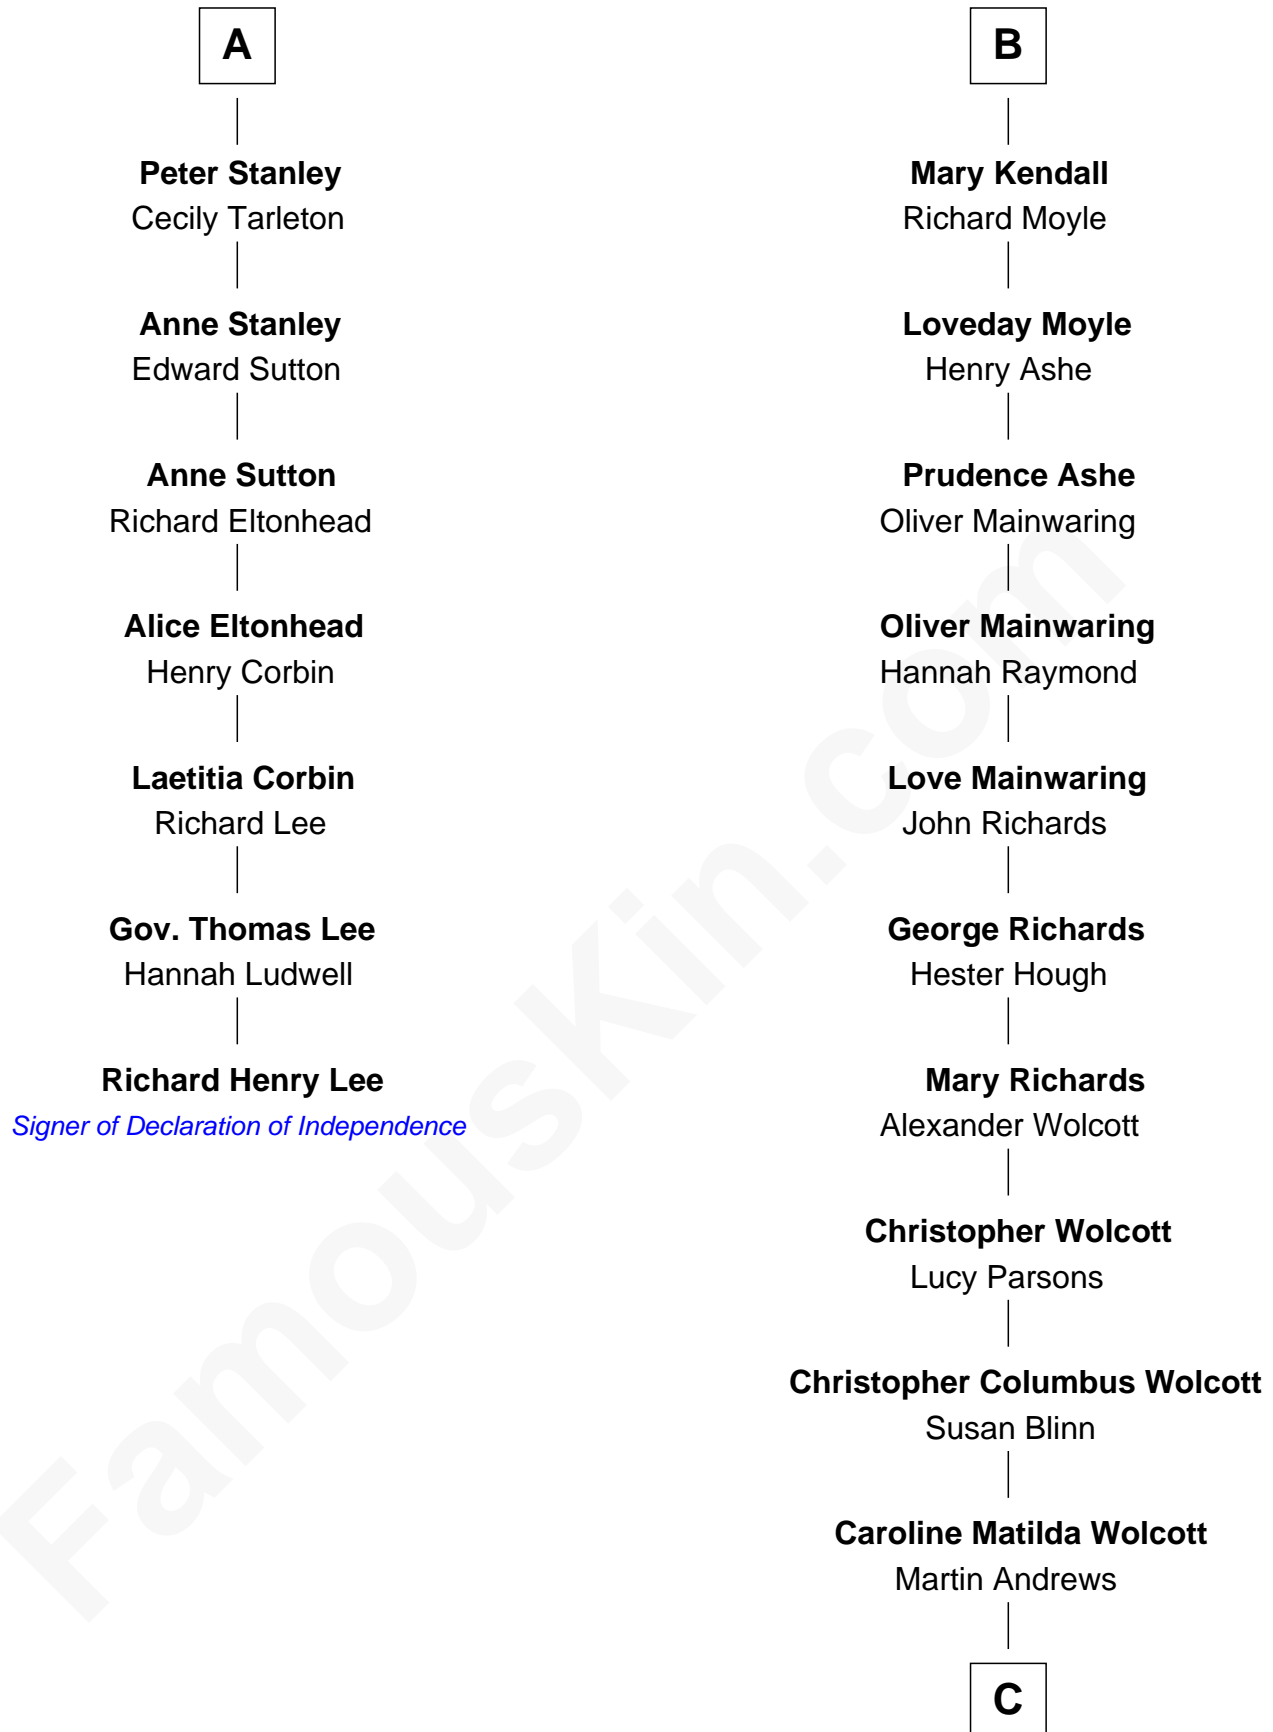 A
Peter Stanley
Cecily Tarleton
Anne Stanley
Edward Sutton
Anne Sutton
Richard Eltonhead
Alice Eltonhead
Henry Corbin
Laetitia Corbin
Richard Lee
Gov. Thomas Lee
Hannah Ludwell
Richard Henry Lee
Signer of Declaration of Independence
B
Mary Kendall
Richard Moyle
Loveday Moyle
Henry Ashe
Prudence Ashe
Oliver Mainwaring
Oliver Mainwaring
Hannah Raymond
Love Mainwaring
John Richards
George Richards
Hester Hough
Mary Richards
Alexander Wolcott
Christopher Wolcott
Lucy Parsons
Christopher Columbus Wolcott
Susan Blinn
Caroline Matilda Wolcott
Martin Andrews
C
FamousKin.com